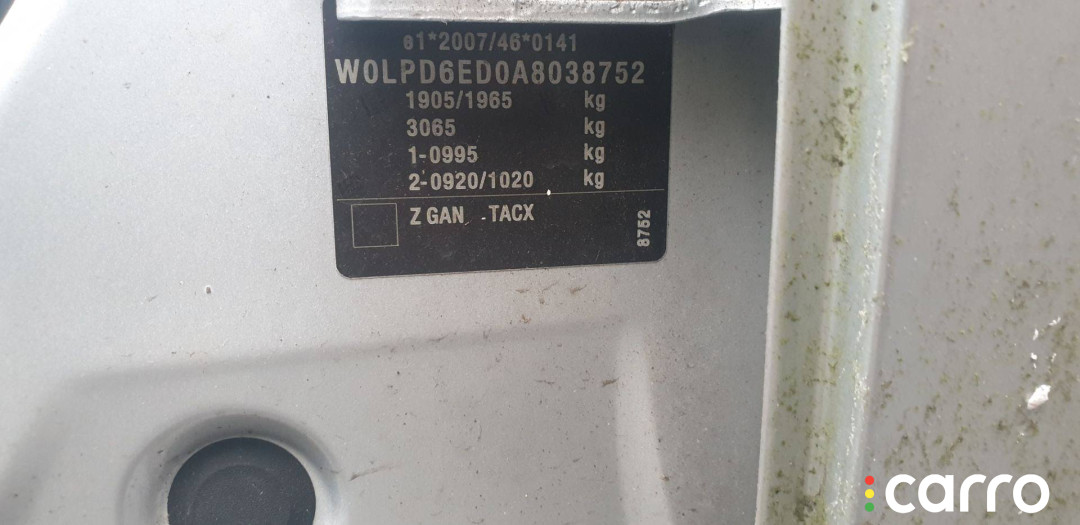 e1*2007/46*0141
W0LPD6ED0A8038752
1905/1965 kg
3065 kg
1-0995 kg
2-0920/1020 kg
Z GAN -TACX
8752
carro